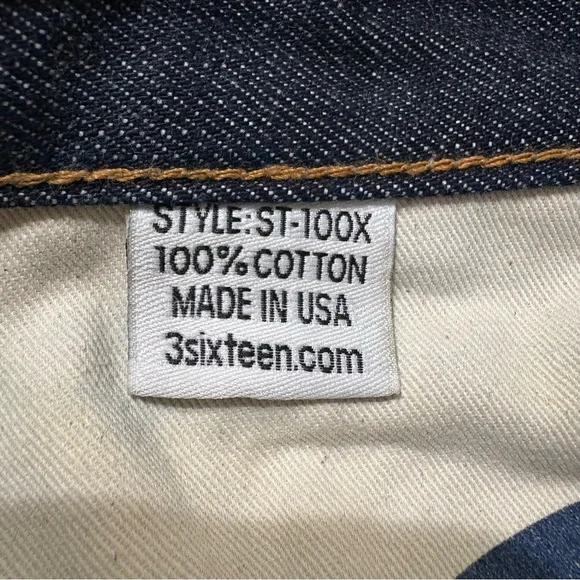 STYLE: ST-100X
100% COTTON
MADE IN USA
3sixteen.com